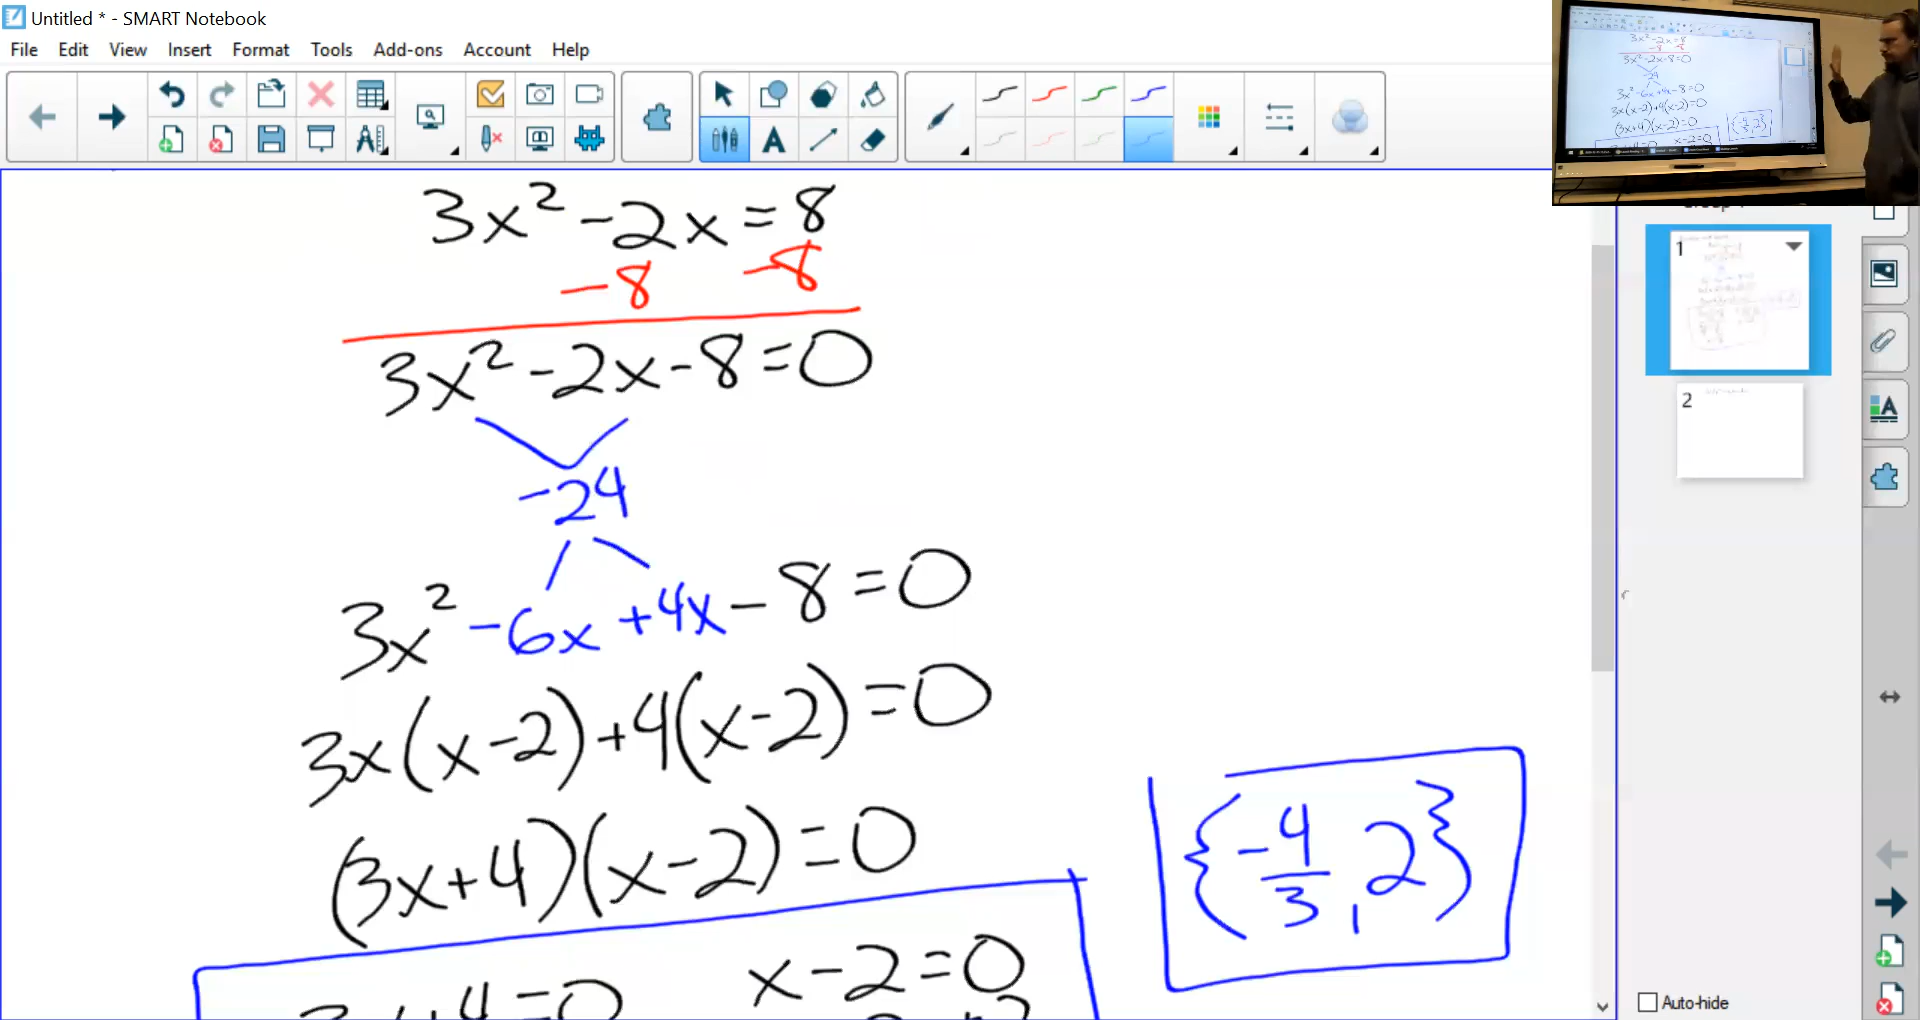 Untitled * - SMART Notebook
File Edit View Insert Format Tools Add-ons Account Help
3x² - 2x = 8
-8 -8
3x² - 2x - 8 = 0
-24
3x² - 6x + 4x - 8 = 0
3x(x-2) + 4(x-2) = 0
(3x+4)(x-2) = 0
{-4/3, 2}
x - 2 = 0
1
2
Auto-hide